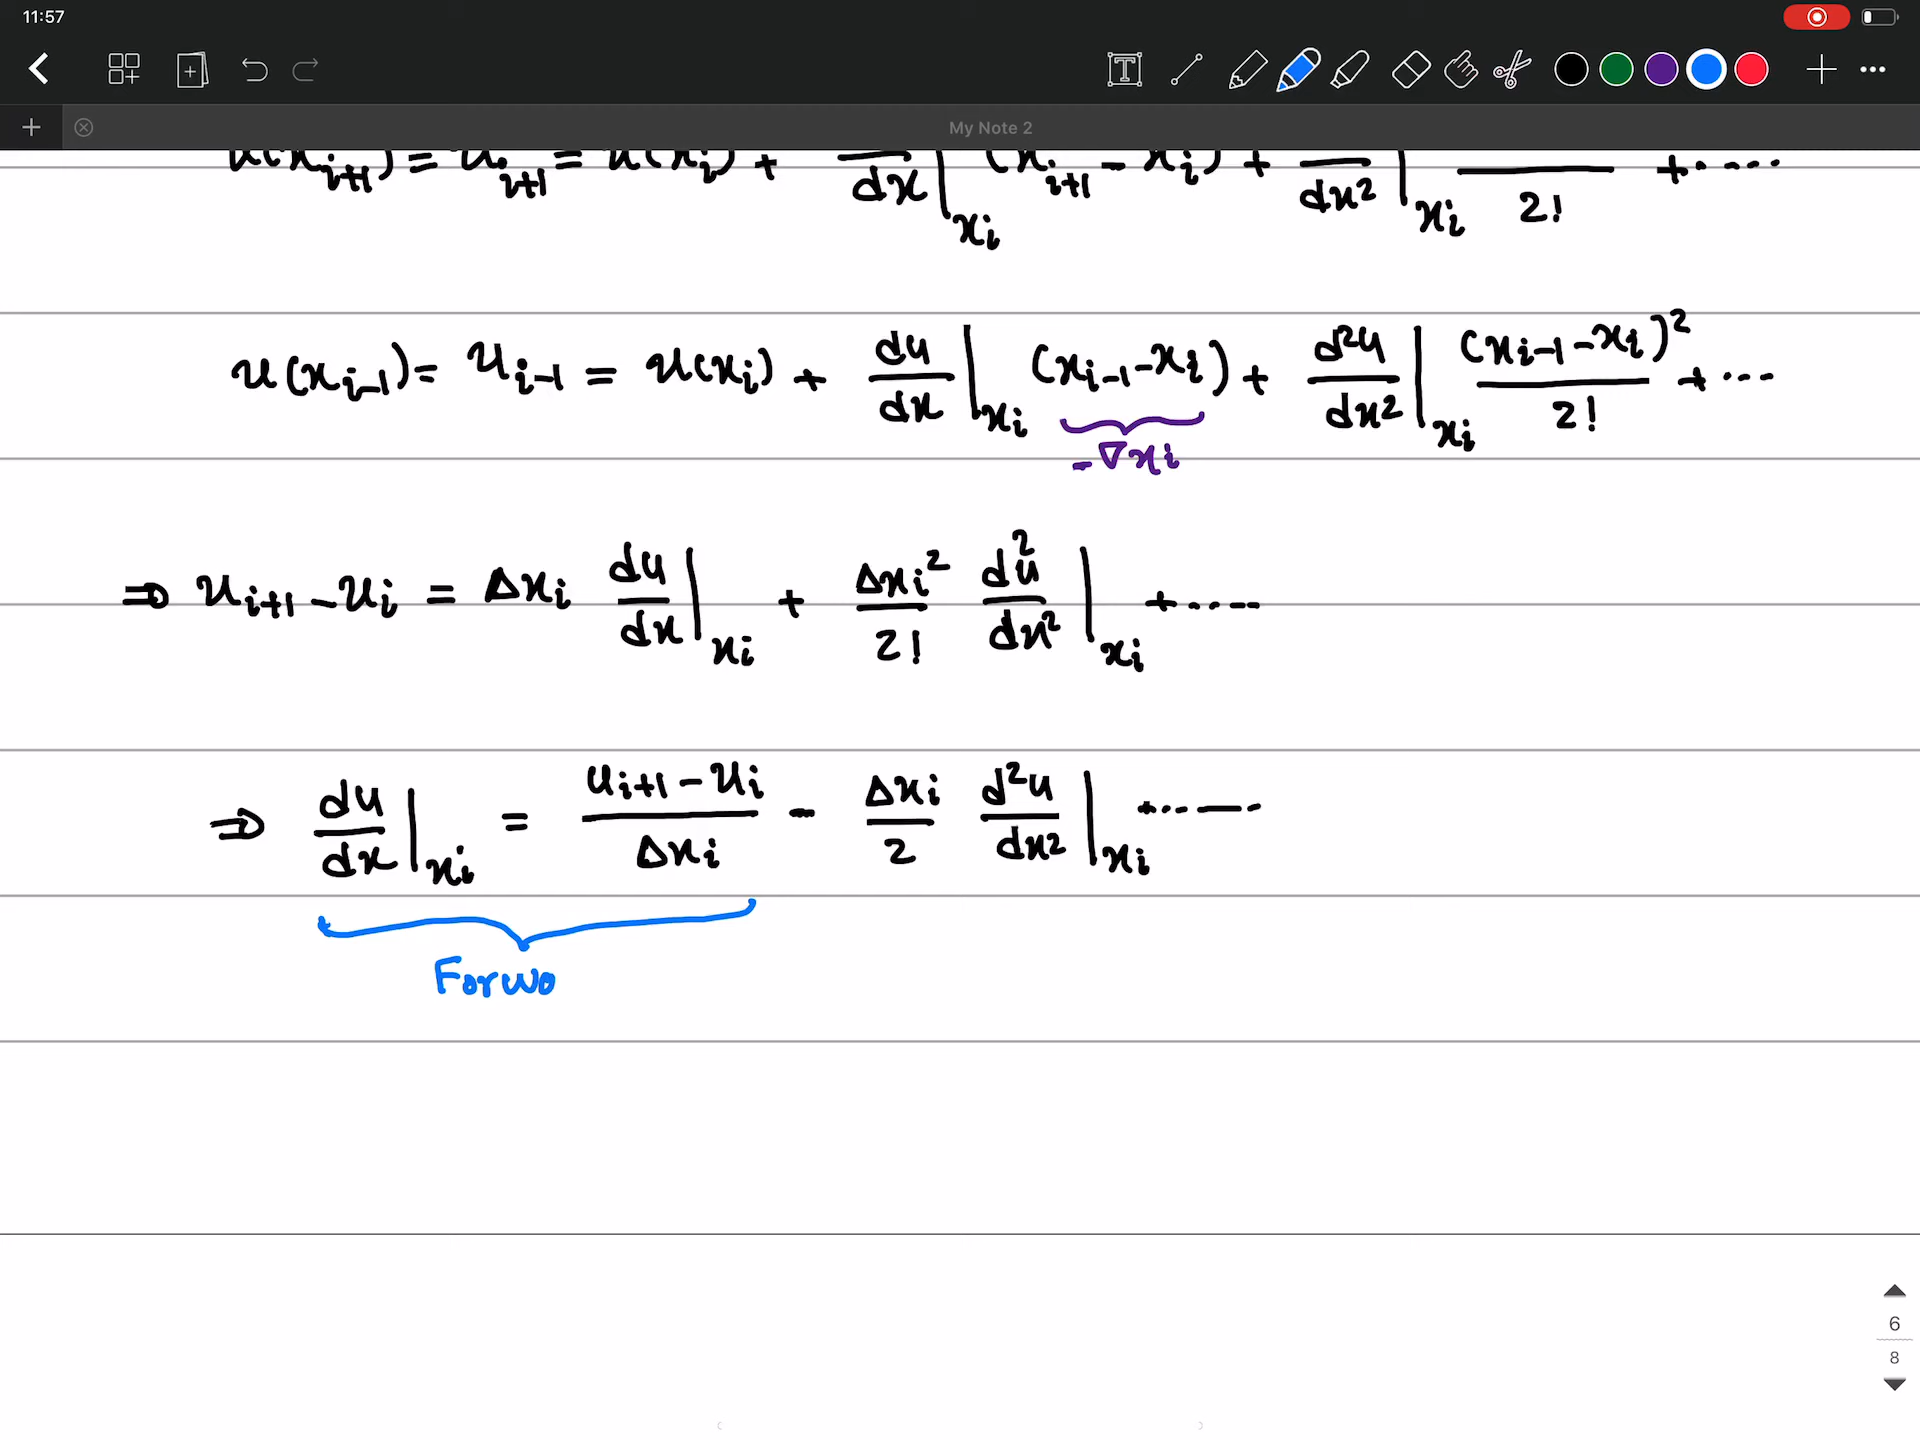 11:57
My Note 2
u(x_{i+1}) = u_{i+1} = u(x_i) + /dx |_{x_i} (x_{i+1} - x_i) + /dx² |_{x_i} /2! + .....
u(x_{i-1}) = u_{i-1} = u(x_i) + du/dx |_{x_i} (x_{i-1} - x_i) + d²u/dx² |_{x_i} (x_{i-1} - x_i)²/2! + ...
-∇x_i
⇒ u_{i+1} - u_i = Δx_i du/dx |_{x_i} + Δx_i²/2! d²u/dx² |_{x_i} + .....
⇒ du/dx |_{x_i} = u_{i+1} - u_i / Δx_i - Δx_i/2 d²u/dx² |_{x_i} + .....
Forwo
6
8